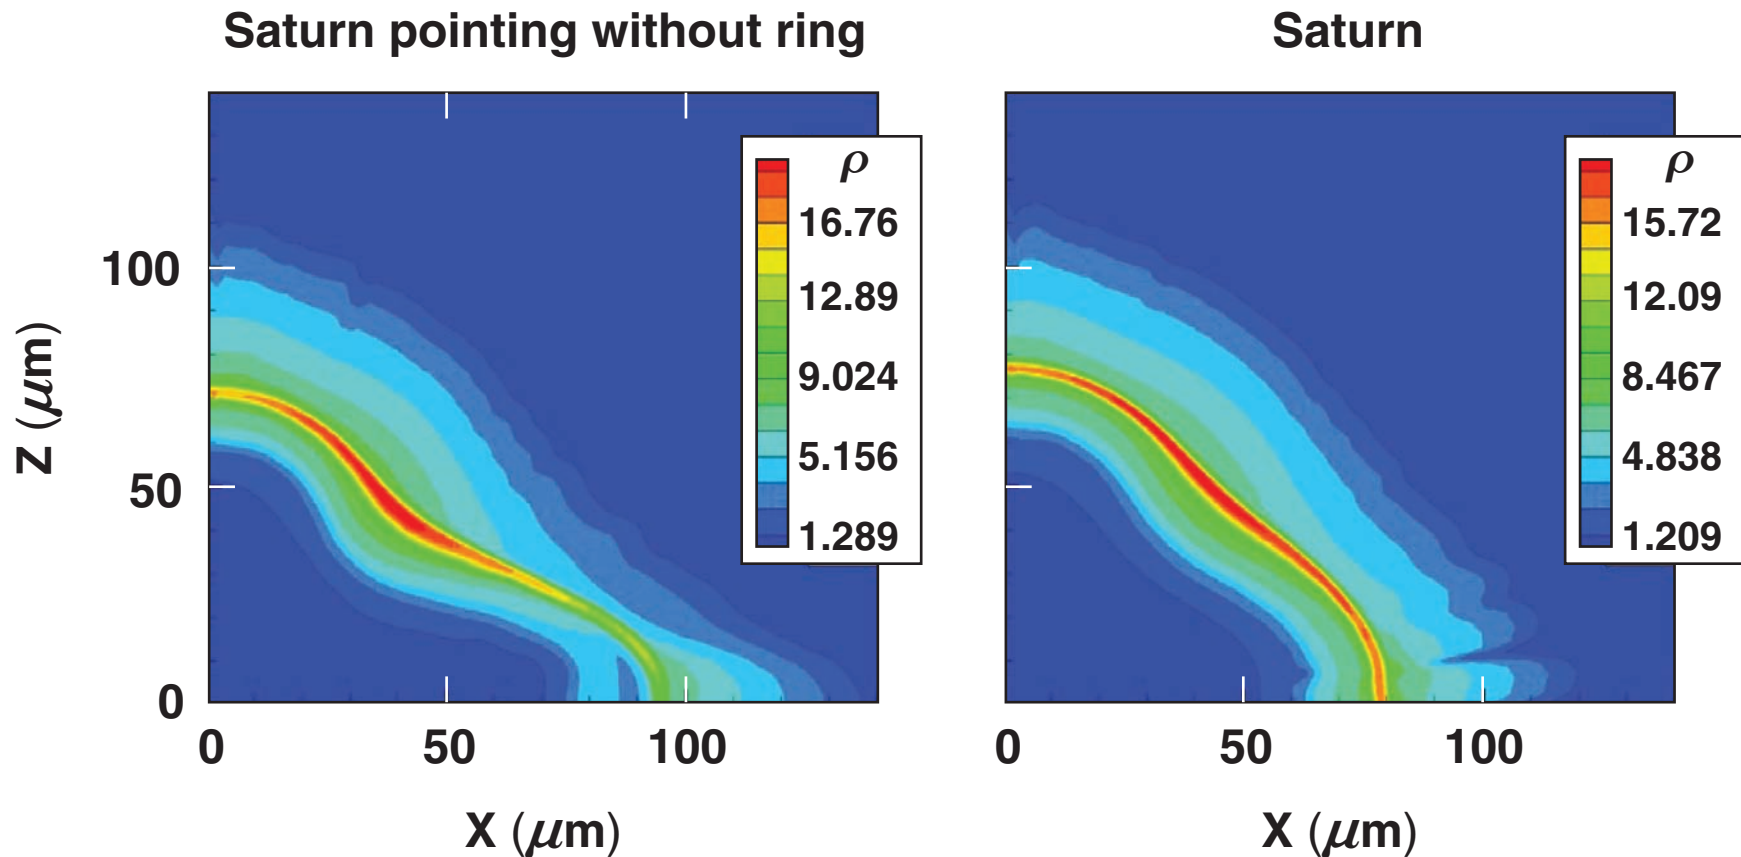 Saturn pointing without ring
Saturn
ρ
16.76
12.89
9.024
5.156
1.289
ρ
15.72
12.09
8.467
4.838
1.209
Z (μm)
100
50
0
0 50 100
0 50 100
X (μm)
X (μm)